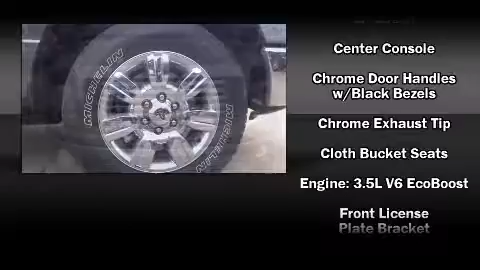 MICHELIN
MICHELIN
Center Console
Chrome Door Handles
w/Black Bezels
Chrome Exhaust Tip
Cloth Bucket Seats
Engine: 3.5L V6 EcoBoost
Front License
Plate Bracket